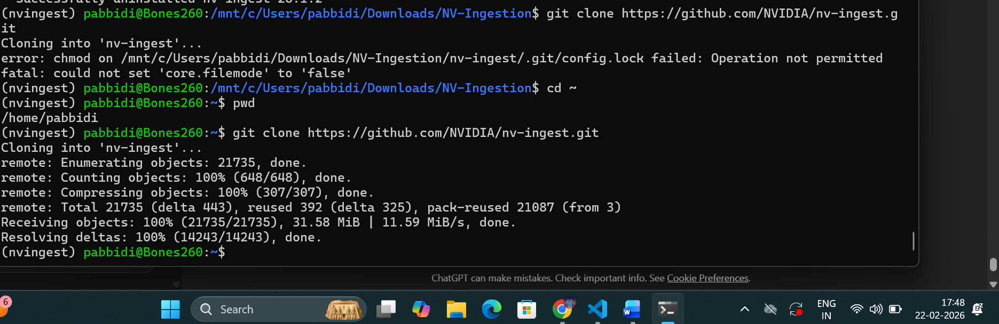 Successfully uninstalled nv-ingest-26.1.2
(nvingest) pabbidi@Bones260:/mnt/c/Users/pabbidi/Downloads/NV-Ingestion$ git clone https://github.com/NVIDIA/nv-ingest.g
it
Cloning into 'nv-ingest'...
error: chmod on /mnt/c/Users/pabbidi/Downloads/NV-Ingestion/nv-ingest/.git/config.lock failed: Operation not permitted
fatal: could not set 'core.filemode' to 'false'
(nvingest) pabbidi@Bones260:/mnt/c/Users/pabbidi/Downloads/NV-Ingestion$ cd ~
(nvingest) pabbidi@Bones260:~$ pwd
/home/pabbidi
(nvingest) pabbidi@Bones260:~$ git clone https://github.com/NVIDIA/nv-ingest.git
Cloning into 'nv-ingest'...
remote: Enumerating objects: 21735, done.
remote: Counting objects: 100% (648/648), done.
remote: Compressing objects: 100% (307/307), done.
remote: Total 21735 (delta 443), reused 392 (delta 325), pack-reused 21087 (from 3)
Receiving objects: 100% (21735/21735), 31.58 MiB | 11.59 MiB/s, done.
Resolving deltas: 100% (14243/14243), done.
(nvingest) pabbidi@Bones260:~$
ChatGPT can make mistakes. Check important info. See Cookie Preferences.
6
Search
W
ENG
IN
17:48
22-02-2026